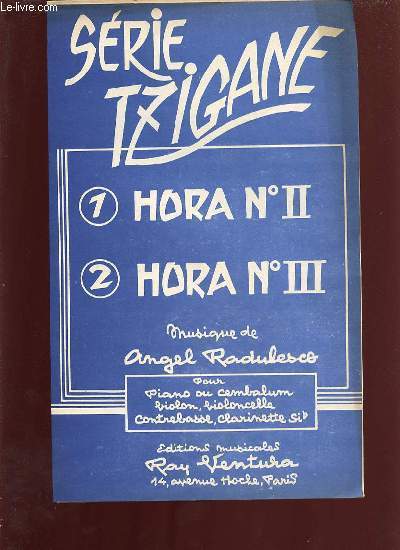 Le-livre.com
SÉRIE
TZIGANE
1 HORA N° II
2 HORA N° III
Musique de
Angel Radulesco
Pour
Piano ou Cembalum
Violon, Violoncelle
Contrebasse, Clarinette Si b
Editions musicales
Ray Ventura
14, avenue Hoche, Paris